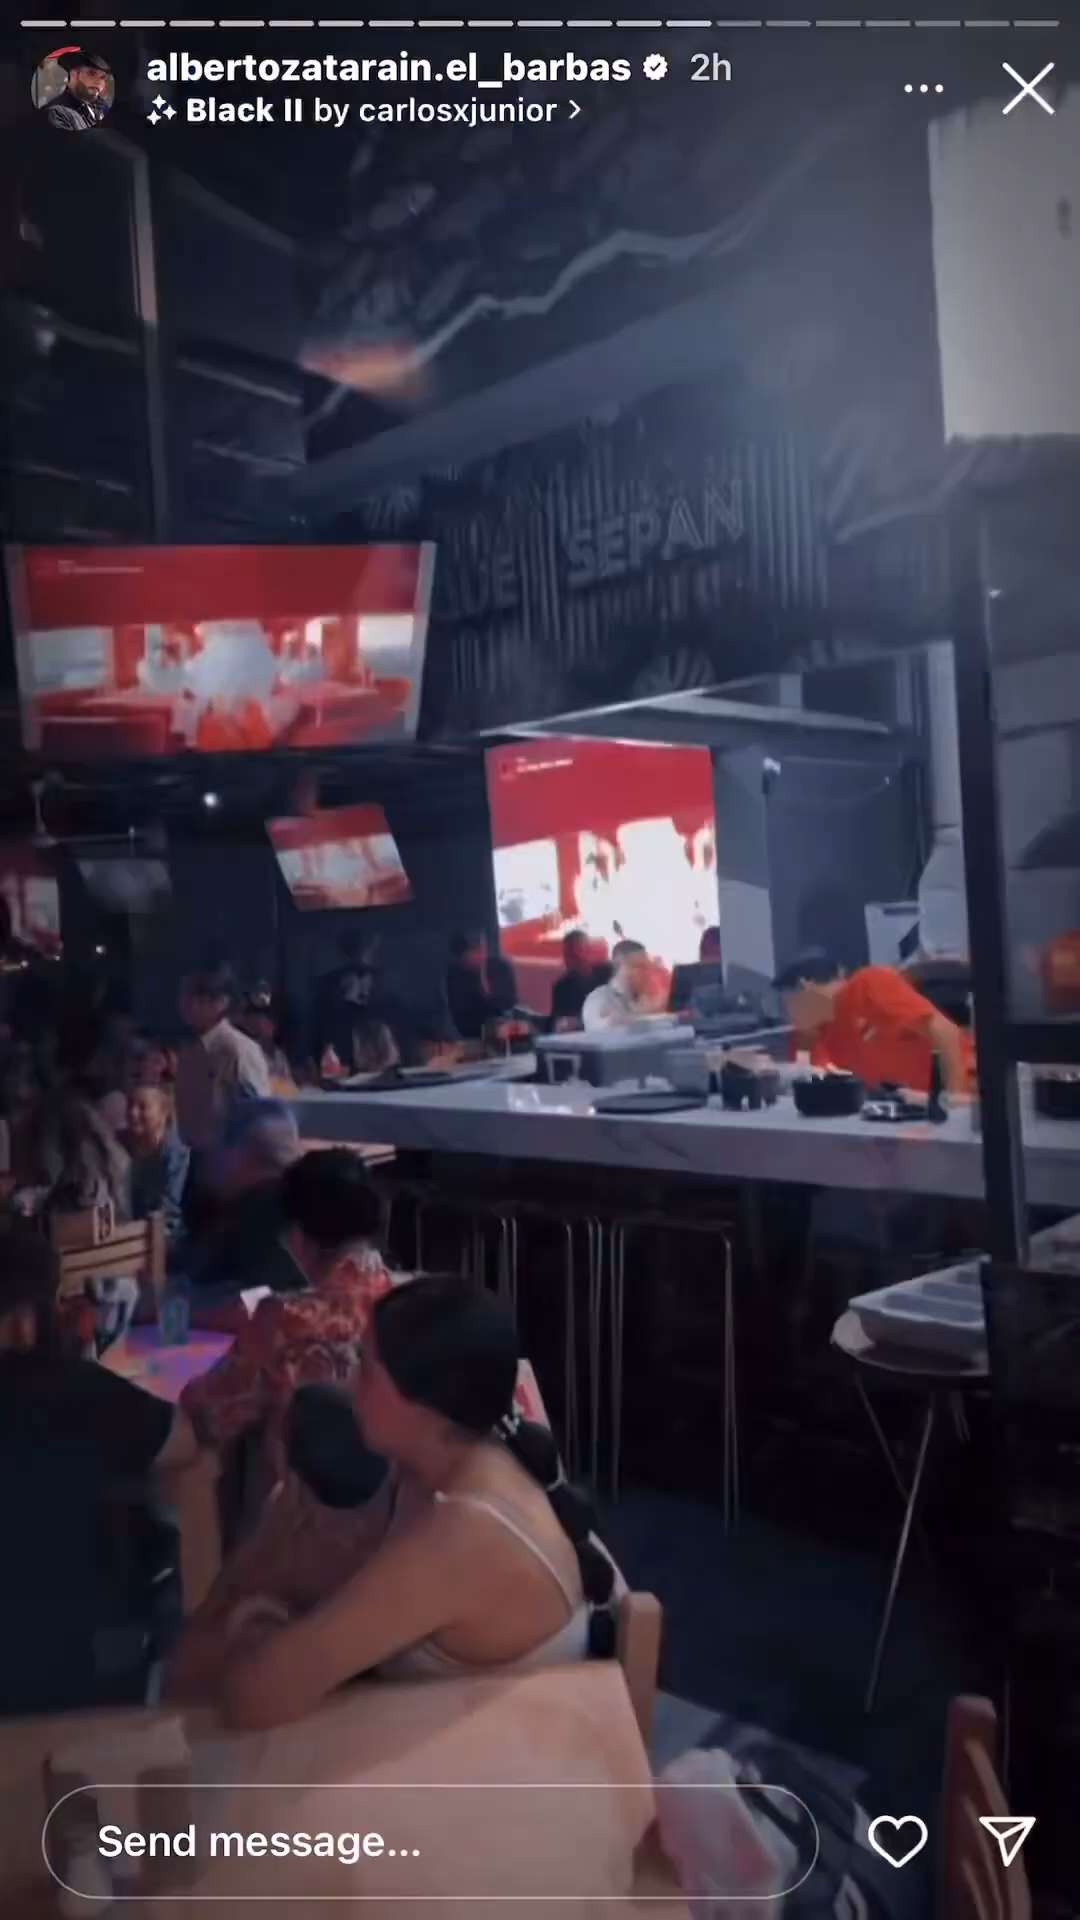 albertozatarain.el_barbas 2h
Black II by carlosxjunior
SEPAN
Send message...